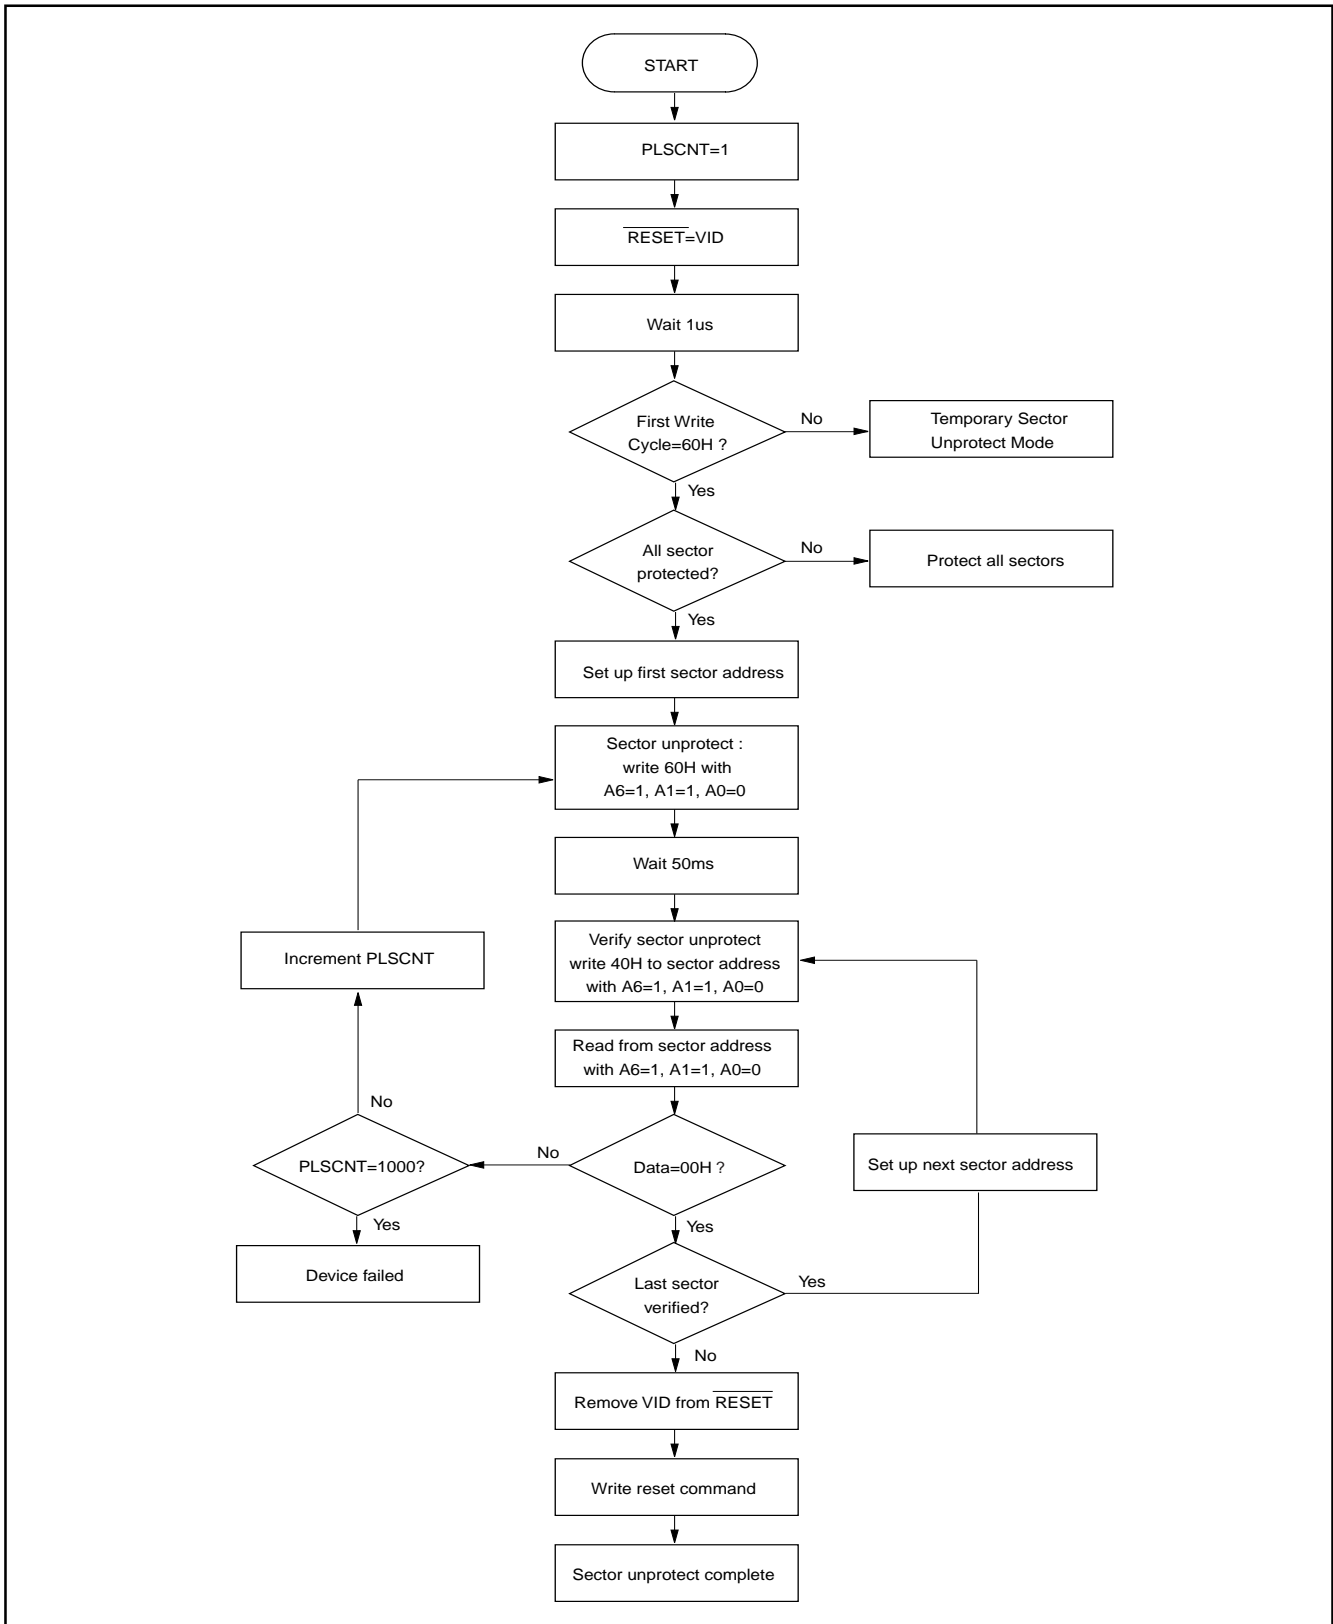 START
PLSCNT=1
RESET=VID
Wait 1us
First Write
Cycle=60H ?
No
Temporary Sector
Unprotect Mode
Yes
All sector
protected?
No
Protect all sectors
Yes
Set up first sector address
Sector unprotect :
write 60H with
A6=1, A1=1, A0=0
Wait 50ms
Increment PLSCNT
Verify sector unprotect
write 40H to sector address
with A6=1, A1=1, A0=0
Read from sector address
with A6=1, A1=1, A0=0
No
PLSCNT=1000?
No
Data=00H ?
Set up next sector address
Yes
Yes
Device failed
Last sector
verified?
Yes
No
Remove VID from RESET
Write reset command
Sector unprotect complete